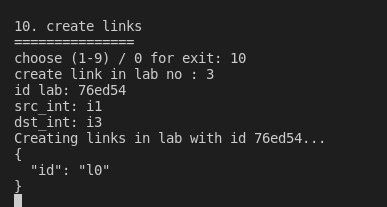 10. create links
===============
choose (1-9) / 0 for exit: 10
create link in lab no : 3
id lab: 76ed54
src_int: i1
dst_int: i3
Creating links in lab with id 76ed54...
{
  "id": "l0"
}